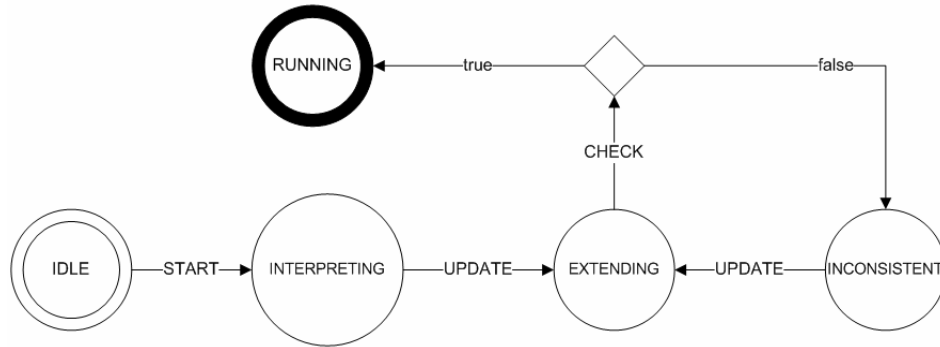 RUNNING
true
false
CHECK
IDLE
START
INTERPRETING
UPDATE
EXTENDING
UPDATE
INCONSISTENT